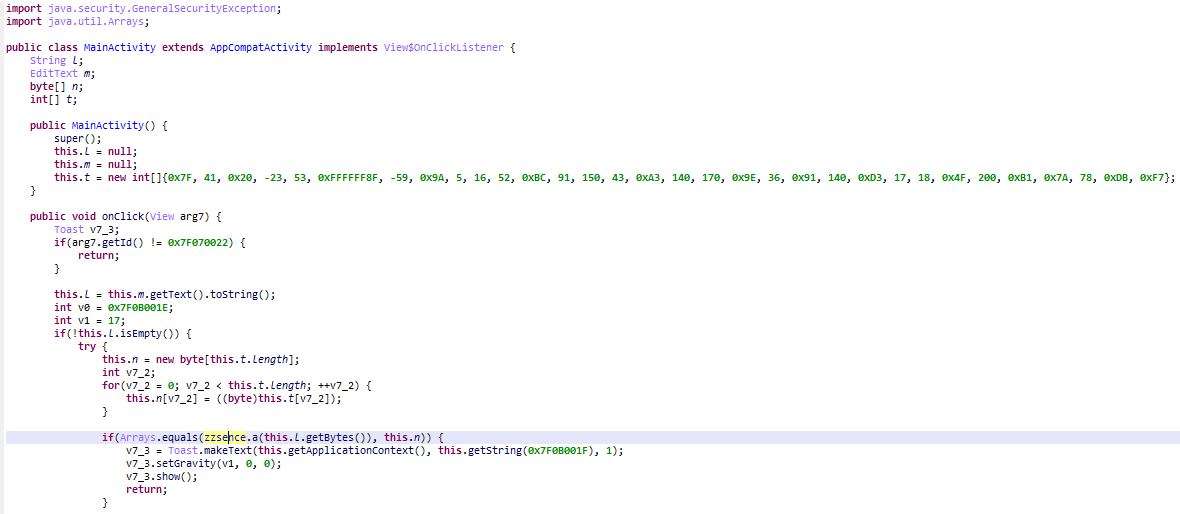 import java.security.GeneralSecurityException;
import java.util.Arrays;
public class MainActivity extends AppCompatActivity implements View$OnClickListener {
String l;
EditText m;
byte[] n;
int[] t;
public MainActivity() {
super();
this.l = null;
this.m = null;
this.t = new int[]{0x7F, 41, 0x20, -23, 53, 0xFFFFFF8F, -59, 0x9A, 5, 16, 52, 0xBC, 91, 150, 43, 0xA3, 140, 170, 0x9E, 36, 0x91, 140, 0xD3, 17, 18, 0x4F, 200, 0xB1, 0x7A, 78, 0xDB, 0xF7};
}
public void onClick(View arg7) {
Toast v7_3;
if(arg7.getId() != 0x7F070022) {
return;
}
this.l = this.m.getText().toString();
int v0 = 0x7F0B001E;
int v1 = 17;
if(!this.l.isEmpty()) {
try {
this.n = new byte[this.t.length];
int v7_2;
for(v7_2 = 0; v7_2 < this.t.length; ++v7_2) {
this.n[v7_2] = ((byte)this.t[v7_2]);
}
if(Arrays.equals(zzsence.a(this.l.getBytes()), this.n)) {
v7_3 = Toast.makeText(this.getApplicationContext(), this.getString(0x7F0B001F), 1);
v7_3.setGravity(v1, 0, 0);
v7_3.show();
return;
}